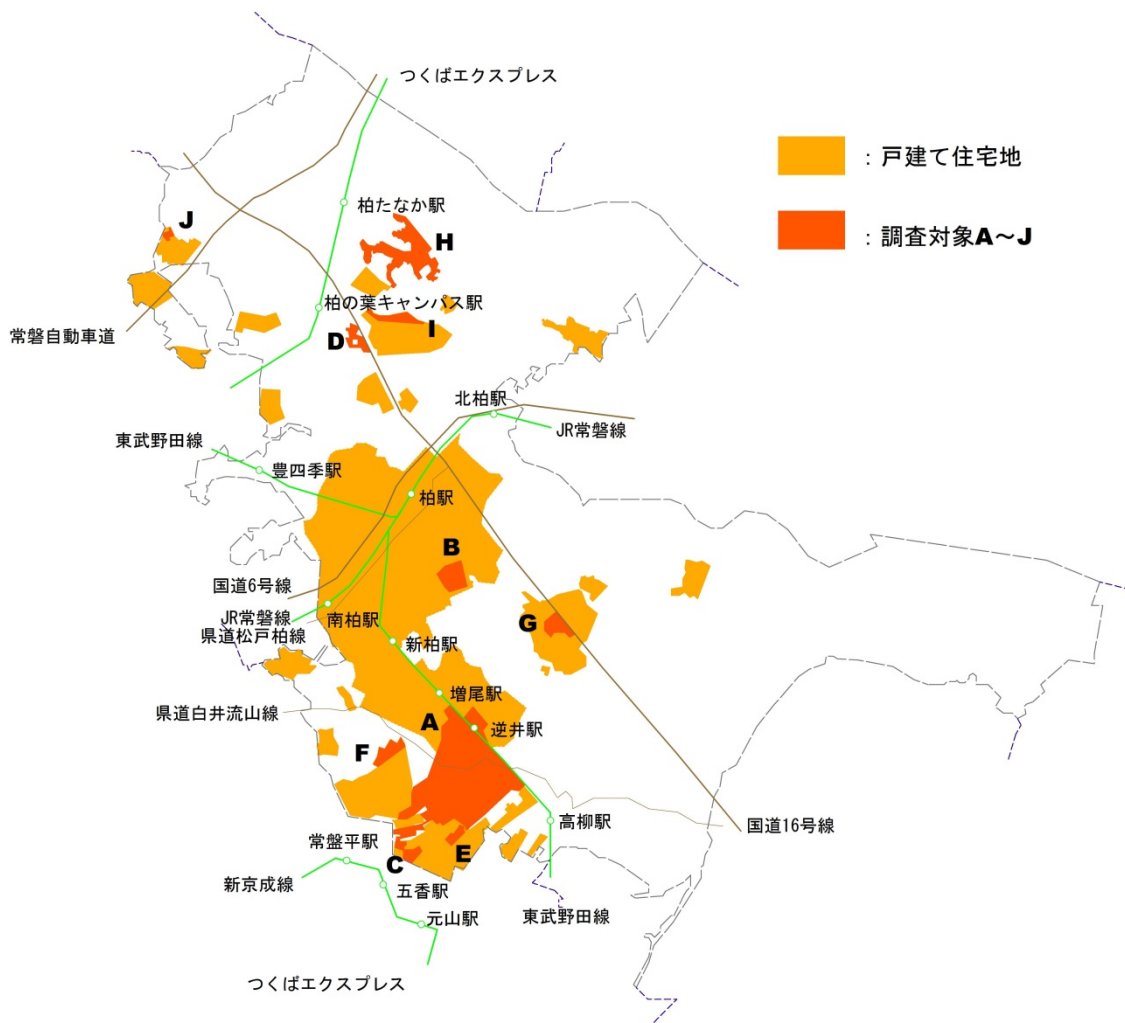 つくばエクスプレス
：戸建て住宅地
：調査対象A～J
柏たなか駅
J
H
柏の葉キャンパス駅
常磐自動車道
D
I
北柏駅
JR常磐線
東武野田線
豊四季駅
柏駅
B
国道6号線
JR常磐線
南柏駅
県道松戸柏線
G
新柏駅
増尾駅
県道白井流山線
A
逆井駅
F
高柳駅
国道16号線
常盤平駅
C
E
新京成線
五香駅
元山駅
東武野田線
つくばエクスプレス